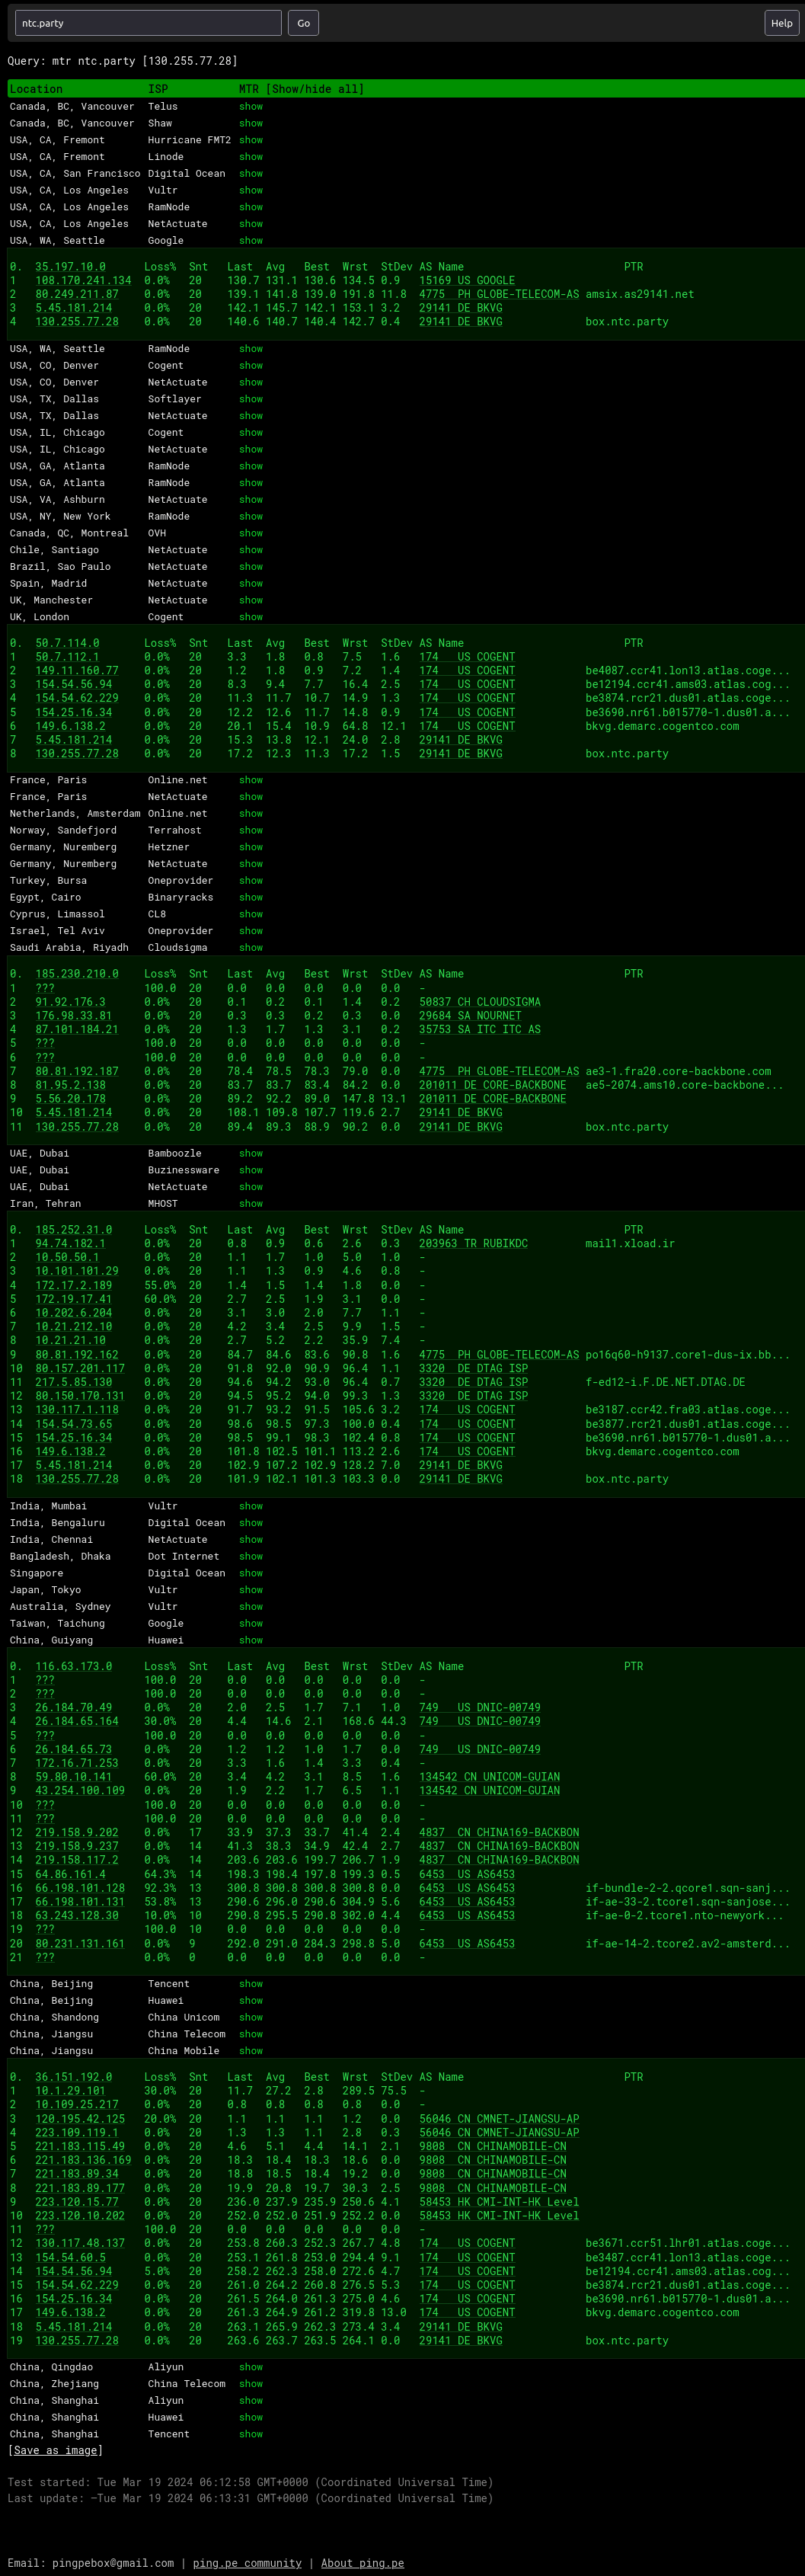 ntc.party Go Help
Query: mtr ntc.party [130.255.77.28]
Location ISP MTR [Show/hide all]
Canada, BC, Vancouver Telus show
Canada, BC, Vancouver Shaw show
USA, CA, Fremont Hurricane FMT2 show
USA, CA, Fremont Linode show
USA, CA, San Francisco Digital Ocean show
USA, CA, Los Angeles Vultr show
USA, CA, Los Angeles RamNode show
USA, CA, Los Angeles NetActuate show
USA, WA, Seattle Google show
0. 35.197.10.0 Loss% Snt Last Avg Best Wrst StDev AS Name PTR
1 108.170.241.134 0.0% 20 130.7 131.1 130.6 134.5 0.9 15169 US GOOGLE
2 80.249.211.87 0.0% 20 139.1 141.8 139.0 191.8 11.8 4775 PH GLOBE-TELECOM-AS amsix.as29141.net
3 5.45.181.214 0.0% 20 142.1 145.7 142.1 153.1 3.2 29141 DE BKVG
4 130.255.77.28 0.0% 20 140.6 140.7 140.4 142.7 0.4 29141 DE BKVG box.ntc.party
USA, WA, Seattle RamNode show
USA, CO, Denver Cogent show
USA, CO, Denver NetActuate show
USA, TX, Dallas Softlayer show
USA, TX, Dallas NetActuate show
USA, IL, Chicago Cogent show
USA, IL, Chicago NetActuate show
USA, GA, Atlanta RamNode show
USA, GA, Atlanta RamNode show
USA, VA, Ashburn NetActuate show
USA, NY, New York RamNode show
Canada, QC, Montreal OVH show
Chile, Santiago NetActuate show
Brazil, Sao Paulo NetActuate show
Spain, Madrid NetActuate show
UK, Manchester NetActuate show
UK, London Cogent show
0. 50.7.114.0 Loss% Snt Last Avg Best Wrst StDev AS Name PTR
1 50.7.112.1 0.0% 20 3.3 1.8 0.8 7.5 1.6 174 US COGENT
2 149.11.160.77 0.0% 20 1.2 1.8 0.9 7.2 1.4 174 US COGENT be4087.ccr41.lon13.atlas.coge...
3 154.54.56.94 0.0% 20 8.3 9.4 7.7 16.4 2.5 174 US COGENT be12194.ccr41.ams03.atlas.cog...
4 154.54.62.229 0.0% 20 11.3 11.7 10.7 14.9 1.3 174 US COGENT be3874.rcr21.dus01.atlas.coge...
5 154.25.16.34 0.0% 20 12.2 12.6 11.7 14.8 0.9 174 US COGENT be3690.nr61.b015770-1.dus01.a...
6 149.6.138.2 0.0% 20 20.1 15.4 10.9 64.8 12.1 174 US COGENT bkvg.demarc.cogentco.com
7 5.45.181.214 0.0% 20 15.3 13.8 12.1 24.0 2.8 29141 DE BKVG
8 130.255.77.28 0.0% 20 17.2 12.3 11.3 17.2 1.5 29141 DE BKVG box.ntc.party
France, Paris Online.net show
France, Paris NetActuate show
Netherlands, Amsterdam Online.net show
Norway, Sandefjord Terrahost show
Germany, Nuremberg Hetzner show
Germany, Nuremberg NetActuate show
Turkey, Bursa Oneprovider show
Egypt, Cairo Binaryracks show
Cyprus, Limassol CL8 show
Israel, Tel Aviv Oneprovider show
Saudi Arabia, Riyadh Cloudsigma show
0. 185.230.210.0 Loss% Snt Last Avg Best Wrst StDev AS Name PTR
1 ??? 100.0 20 0.0 0.0 0.0 0.0 0.0 -
2 91.92.176.3 0.0% 20 0.1 0.2 0.1 1.4 0.2 50837 CH CLOUDSIGMA
3 176.98.33.81 0.0% 20 0.3 0.3 0.2 0.3 0.0 29684 SA NOURNET
4 87.101.184.21 0.0% 20 1.3 1.7 1.3 3.1 0.2 35753 SA ITC ITC AS
5 ??? 100.0 20 0.0 0.0 0.0 0.0 0.0 -
6 ??? 100.0 20 0.0 0.0 0.0 0.0 0.0 -
7 80.81.192.187 0.0% 20 78.4 78.5 78.3 79.0 0.0 4775 PH GLOBE-TELECOM-AS ae3-1.fra20.core-backbone.com
8 81.95.2.138 0.0% 20 83.7 83.7 83.4 84.2 0.0 201011 DE CORE-BACKBONE ae5-2074.ams10.core-backbone...
9 5.56.20.178 0.0% 20 89.2 92.2 89.0 147.8 13.1 201011 DE CORE-BACKBONE
10 5.45.181.214 0.0% 20 108.1 109.8 107.7 119.6 2.7 29141 DE BKVG
11 130.255.77.28 0.0% 20 89.4 89.3 88.9 90.2 0.0 29141 DE BKVG box.ntc.party
UAE, Dubai Bamboozle show
UAE, Dubai Buzinessware show
UAE, Dubai NetActuate show
Iran, Tehran MHOST show
0. 185.252.31.0 Loss% Snt Last Avg Best Wrst StDev AS Name PTR
1 94.74.182.1 0.0% 20 0.8 0.9 0.6 2.6 0.3 203963 TR RUBIKDC mail1.xload.ir
2 10.50.50.1 0.0% 20 1.1 1.7 1.0 5.0 1.0 -
3 10.101.101.29 0.0% 20 1.1 1.3 0.9 4.6 0.8 -
4 172.17.2.189 55.0% 20 1.4 1.5 1.4 1.8 0.0 -
5 172.19.17.41 60.0% 20 2.7 2.5 1.9 3.1 0.0 -
6 10.202.6.204 0.0% 20 3.1 3.0 2.0 7.7 1.1 -
7 10.21.212.10 0.0% 20 4.2 3.4 2.5 9.9 1.5 -
8 10.21.21.10 0.0% 20 2.7 5.2 2.2 35.9 7.4 -
9 80.81.192.162 0.0% 20 84.7 84.6 83.6 90.8 1.6 4775 PH GLOBE-TELECOM-AS po16q60-h9137.core1-dus-ix.bb...
10 80.157.201.117 0.0% 20 91.8 92.0 90.9 96.4 1.1 3320 DE DTAG ISP
11 217.5.85.130 0.0% 20 94.6 94.2 93.0 96.4 0.7 3320 DE DTAG ISP f-ed12-i.F.DE.NET.DTAG.DE
12 80.150.170.131 0.0% 20 94.5 95.2 94.0 99.3 1.3 3320 DE DTAG ISP
13 130.117.1.118 0.0% 20 91.7 93.2 91.5 105.6 3.2 174 US COGENT be3187.ccr42.fra03.atlas.coge...
14 154.54.73.65 0.0% 20 98.6 98.5 97.3 100.0 0.4 174 US COGENT be3877.rcr21.dus01.atlas.coge...
15 154.25.16.34 0.0% 20 98.5 99.1 98.3 102.4 0.8 174 US COGENT be3690.nr61.b015770-1.dus01.a...
16 149.6.138.2 0.0% 20 101.8 102.5 101.1 113.2 2.6 174 US COGENT bkvg.demarc.cogentco.com
17 5.45.181.214 0.0% 20 102.9 107.2 102.9 128.2 7.0 29141 DE BKVG
18 130.255.77.28 0.0% 20 101.9 102.1 101.3 103.3 0.0 29141 DE BKVG box.ntc.party
India, Mumbai Vultr show
India, Bengaluru Digital Ocean show
India, Chennai NetActuate show
Bangladesh, Dhaka Dot Internet show
Singapore Digital Ocean show
Japan, Tokyo Vultr show
Australia, Sydney Vultr show
Taiwan, Taichung Google show
China, Guiyang Huawei show
0. 116.63.173.0 Loss% Snt Last Avg Best Wrst StDev AS Name PTR
1 ??? 100.0 20 0.0 0.0 0.0 0.0 0.0 -
2 ??? 100.0 20 0.0 0.0 0.0 0.0 0.0 -
3 26.184.70.49 0.0% 20 2.0 2.5 1.7 7.1 1.0 749 US DNIC-00749
4 26.184.65.164 30.0% 20 4.4 14.6 2.1 168.6 44.3 749 US DNIC-00749
5 ??? 100.0 20 0.0 0.0 0.0 0.0 0.0 -
6 26.184.65.73 0.0% 20 1.2 1.2 1.0 1.7 0.0 749 US DNIC-00749
7 172.16.71.253 0.0% 20 3.3 1.6 1.4 3.3 0.4 -
8 59.80.10.141 60.0% 20 3.4 4.2 3.1 8.5 1.6 134542 CN UNICOM-GUIAN
9 43.254.100.109 0.0% 20 1.9 2.2 1.7 6.5 1.1 134542 CN UNICOM-GUIAN
10 ??? 100.0 20 0.0 0.0 0.0 0.0 0.0 -
11 ??? 100.0 20 0.0 0.0 0.0 0.0 0.0 -
12 219.158.9.202 0.0% 17 33.9 37.3 33.7 41.4 2.4 4837 CN CHINA169-BACKBON
13 219.158.9.237 0.0% 14 41.3 38.3 34.9 42.4 2.7 4837 CN CHINA169-BACKBON
14 219.158.117.2 0.0% 14 203.6 203.6 199.7 206.7 1.9 4837 CN CHINA169-BACKBON
15 64.86.161.4 64.3% 14 198.3 198.4 197.8 199.3 0.5 6453 US AS6453
16 66.198.101.128 92.3% 13 300.8 300.8 300.8 300.8 0.0 6453 US AS6453 if-bundle-2-2.qcore1.sqn-sanj...
17 66.198.101.131 53.8% 13 290.6 296.0 290.6 304.9 5.6 6453 US AS6453 if-ae-33-2.tcore1.sqn-sanjose...
18 63.243.128.30 10.0% 10 290.8 295.5 290.8 302.0 4.4 6453 US AS6453 if-ae-0-2.tcore1.nto-newyork...
19 ??? 100.0 10 0.0 0.0 0.0 0.0 0.0 -
20 80.231.131.161 0.0% 9 292.0 291.0 284.3 298.8 5.0 6453 US AS6453 if-ae-14-2.tcore2.av2-amsterd...
21 ??? 0.0% 0 0.0 0.0 0.0 0.0 0.0 -
China, Beijing Tencent show
China, Beijing Huawei show
China, Shandong China Unicom show
China, Jiangsu China Telecom show
China, Jiangsu China Mobile show
0. 36.151.192.0 Loss% Snt Last Avg Best Wrst StDev AS Name PTR
1 10.1.29.101 30.0% 20 11.7 27.2 2.8 289.5 75.5 -
2 10.109.25.217 0.0% 20 0.8 0.8 0.8 0.8 0.0 -
3 120.195.42.125 20.0% 20 1.1 1.1 1.1 1.2 0.0 56046 CN CMNET-JIANGSU-AP
4 223.109.119.1 0.0% 20 1.3 1.3 1.1 2.8 0.3 56046 CN CMNET-JIANGSU-AP
5 221.183.115.49 0.0% 20 4.6 5.1 4.4 14.1 2.1 9808 CN CHINAMOBILE-CN
6 221.183.136.169 0.0% 20 18.3 18.4 18.3 18.6 0.0 9808 CN CHINAMOBILE-CN
7 221.183.89.34 0.0% 20 18.8 18.5 18.4 19.2 0.0 9808 CN CHINAMOBILE-CN
8 221.183.89.177 0.0% 20 19.9 20.8 19.7 30.3 2.5 9808 CN CHINAMOBILE-CN
9 223.120.15.77 0.0% 20 236.0 237.9 235.9 250.6 4.1 58453 HK CMI-INT-HK Level
10 223.120.10.202 0.0% 20 252.0 252.0 251.9 252.2 0.0 58453 HK CMI-INT-HK Level
11 ??? 100.0 20 0.0 0.0 0.0 0.0 0.0 -
12 130.117.48.137 0.0% 20 253.8 260.3 252.3 267.7 4.8 174 US COGENT be3671.ccr51.lhr01.atlas.coge...
13 154.54.60.5 0.0% 20 253.1 261.8 253.0 294.4 9.1 174 US COGENT be3487.ccr41.lon13.atlas.coge...
14 154.54.56.94 5.0% 20 258.2 262.3 258.0 272.6 4.7 174 US COGENT be12194.ccr41.ams03.atlas.cog...
15 154.54.62.229 0.0% 20 261.0 264.2 260.8 276.5 5.3 174 US COGENT be3874.rcr21.dus01.atlas.coge...
16 154.25.16.34 0.0% 20 261.5 264.0 261.3 275.0 4.6 174 US COGENT be3690.nr61.b015770-1.dus01.a...
17 149.6.138.2 0.0% 20 261.3 264.9 261.2 319.8 13.0 174 US COGENT bkvg.demarc.cogentco.com
18 5.45.181.214 0.0% 20 263.1 265.9 262.3 273.4 3.4 29141 DE BKVG
19 130.255.77.28 0.0% 20 263.6 263.7 263.5 264.1 0.0 29141 DE BKVG box.ntc.party
China, Qingdao Aliyun show
China, Zhejiang China Telecom show
China, Shanghai Aliyun show
China, Shanghai Huawei show
China, Shanghai Tencent show
[Save as image]
Test started: Tue Mar 19 2024 06:12:58 GMT+0000 (Coordinated Universal Time)
Last update: —Tue Mar 19 2024 06:13:31 GMT+0000 (Coordinated Universal Time)
Email: pingpebox@gmail.com | ping.pe community | About ping.pe